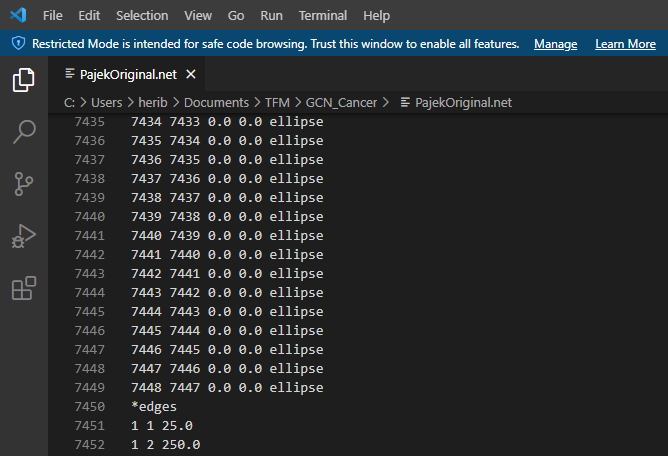 File Edit Selection View Go Run Terminal Help
Restricted Mode is intended for safe code browsing. Trust this window to enable all features. Manage Learn More
PajekOriginal.net
C: > Users > herib > Documents > TFM > GCN_Cancer > PajekOriginal.net
7435 7434 7433 0.0 0.0 ellipse
7436 7435 7434 0.0 0.0 ellipse
7437 7436 7435 0.0 0.0 ellipse
7438 7437 7436 0.0 0.0 ellipse
7439 7438 7437 0.0 0.0 ellipse
7440 7439 7438 0.0 0.0 ellipse
7441 7440 7439 0.0 0.0 ellipse
7442 7441 7440 0.0 0.0 ellipse
7443 7442 7441 0.0 0.0 ellipse
7444 7443 7442 0.0 0.0 ellipse
7445 7444 7443 0.0 0.0 ellipse
7446 7445 7444 0.0 0.0 ellipse
7447 7446 7445 0.0 0.0 ellipse
7448 7447 7446 0.0 0.0 ellipse
7449 7448 7447 0.0 0.0 ellipse
7450 *edges
7451 1 1 25.0
7452 1 2 250.0